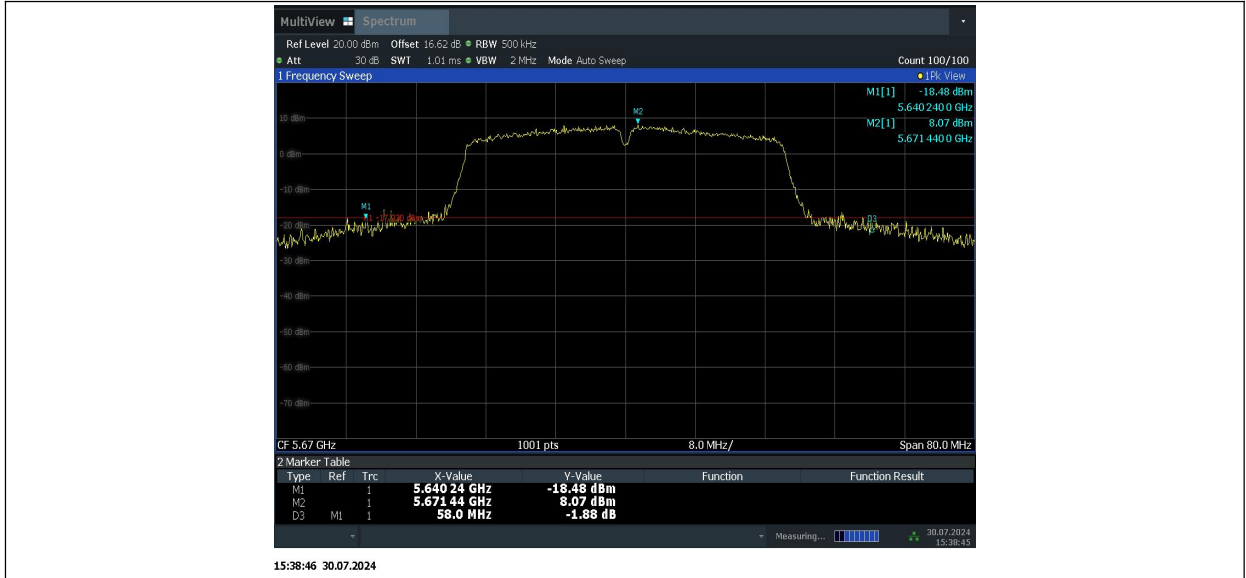 MultiView Spectrum
Ref Level 20.00 dBm Offset 16.62 dB RBW 500 kHz
Att 30 dB SWT 1.01 ms VBW 2 MHz Mode Auto Sweep Count 100/100
1 Frequency Sweep 1Pk View
M1[1] -18.48 dBm
5.640 240 0 GHz
M2[1] 8.07 dBm
5.671 440 0 GHz
M2
10 dBm
0 dBm
-10 dBm
M1
D3
-20 dBm
-30 dBm
-40 dBm
-50 dBm
-60 dBm
-70 dBm
CF 5.67 GHz 1001 pts 8.0 MHz/ Span 80.0 MHz
2 Marker Table
Type Ref Trc X-Value Y-Value Function Function Result
M1 1 5.640 24 GHz -18.48 dBm
M2 1 5.671 44 GHz 8.07 dBm
D3 M1 1 58.0 MHz -1.88 dB
Measuring... 30.07.2024
15:38:45
15:38:46 30.07.2024